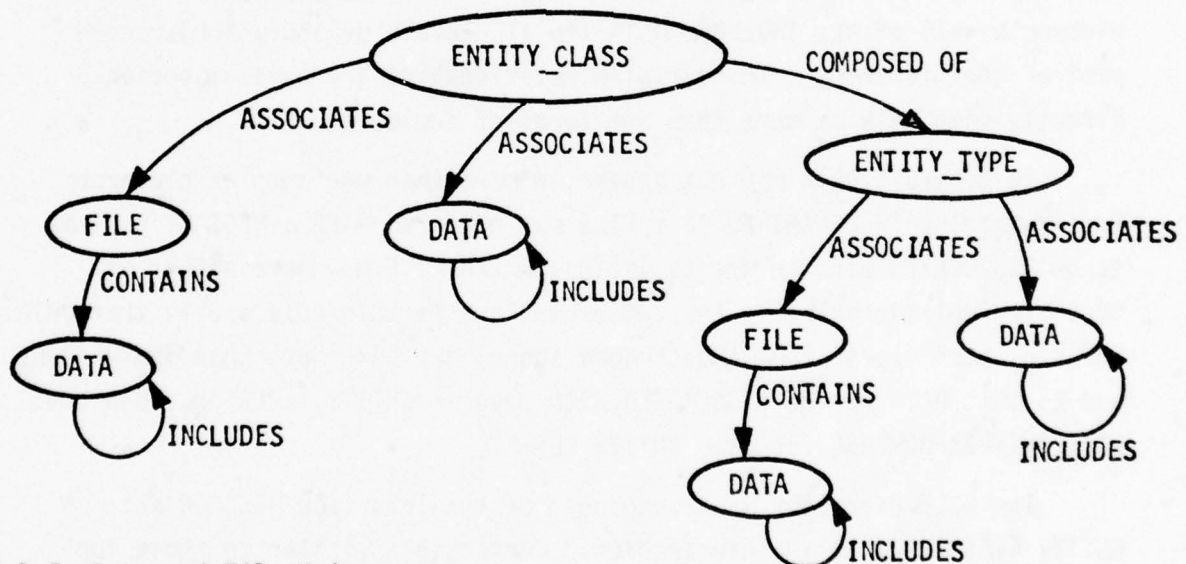 ENTITY_CLASS
COMPOSED OF
ASSOCIATES
ASSOCIATES
ENTITY_TYPE
FILE
DATA
ASSOCIATES
ASSOCIATES
CONTAINS
INCLUDES
FILE
DATA
DATA
CONTAINS
INCLUDES
INCLUDES
DATA
INCLUDES